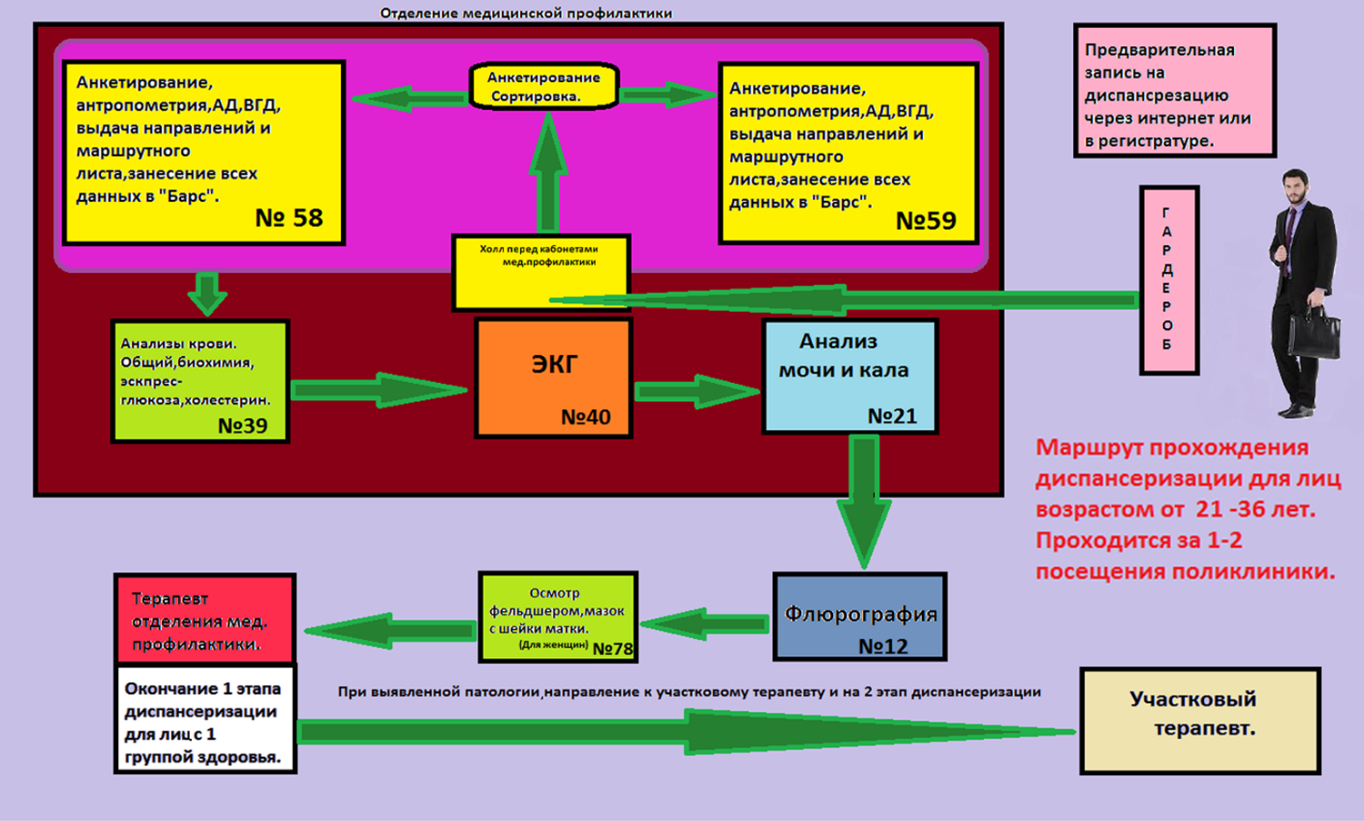 Отделение медицинской профилактики
Анкетирование,
антропометрия,АД,ВГД,
выдача направлений и
маршрутного
листа,занесение всех
данных в "Барс".
№ 58
Анкетирование
Сортировка.
Анкетирование,
антропометрия,АД,ВГД,
выдача направлений и
маршрутного
листа,занесение всех
данных в "Барс".
№59
Предварительная
запись на
диспансрезацию
через интернет или
в регистратуре.
Г
А
Р
Д
Е
Р
О
Б
Холл перед кабонетами
мед.профилактики
Анализы крови.
Общий,биохимия,
эскпрес-
глюкоза,холестерин.
№39
ЭКГ
№40
Анализ
мочи и кала
№21
Маршрут прохождения
диспансеризации для лиц
возрастом от 21 -36 лет.
Проходится за 1-2
посещения поликлиники.
Терапевт
отделения мед.
профилактики.
Осмотр
фельдшером,мазок
с шейки матки.
(Для женщин) №78
Флюрография
№12
Окончание 1 этапа
диспансеризации
для лиц с 1
группой здоровья.
При выявленной патологии,направление к участковому терапевту и на 2 этап диспансеризации
Участковый
терапевт.